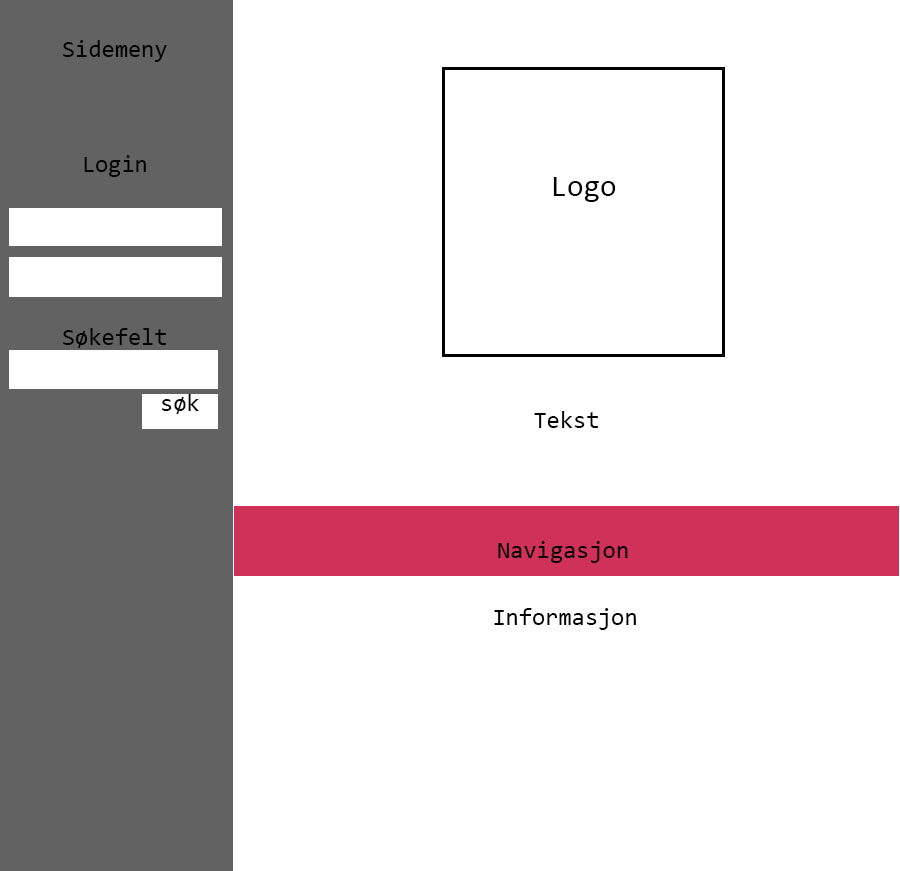 Sidemeny
Login
Søkefelt
søk
Logo
Tekst
Navigasjon
Informasjon